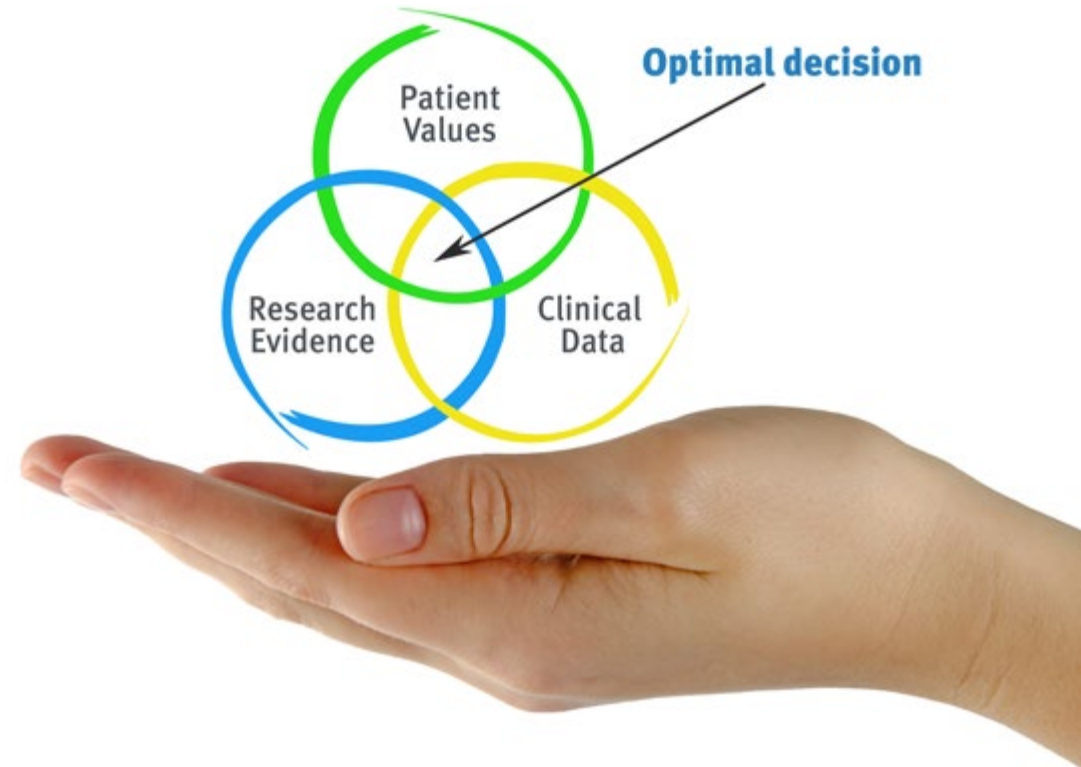 Optimal decision
Patient
Values
Research
Evidence
Clinical
Data